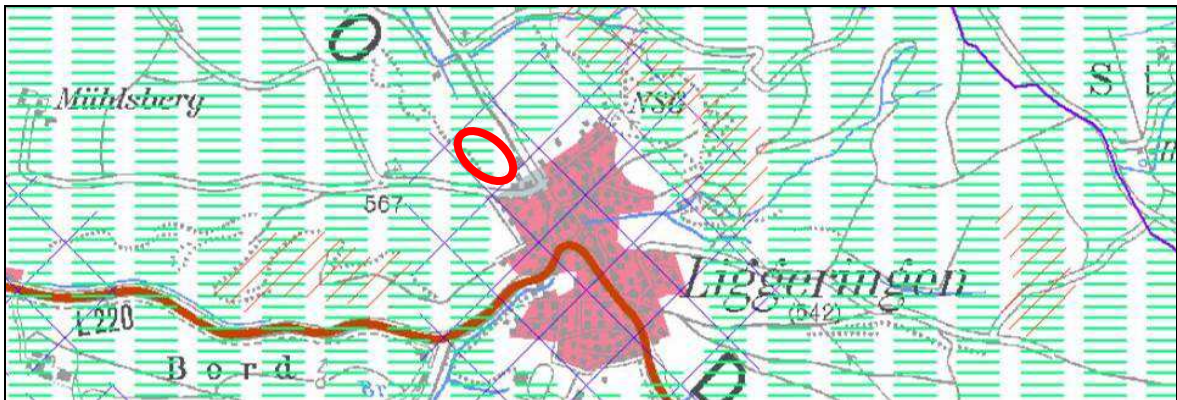 O
Mühlsberg
NSG
S t
567
Liggeringen
(542)
L220
B o r d
D